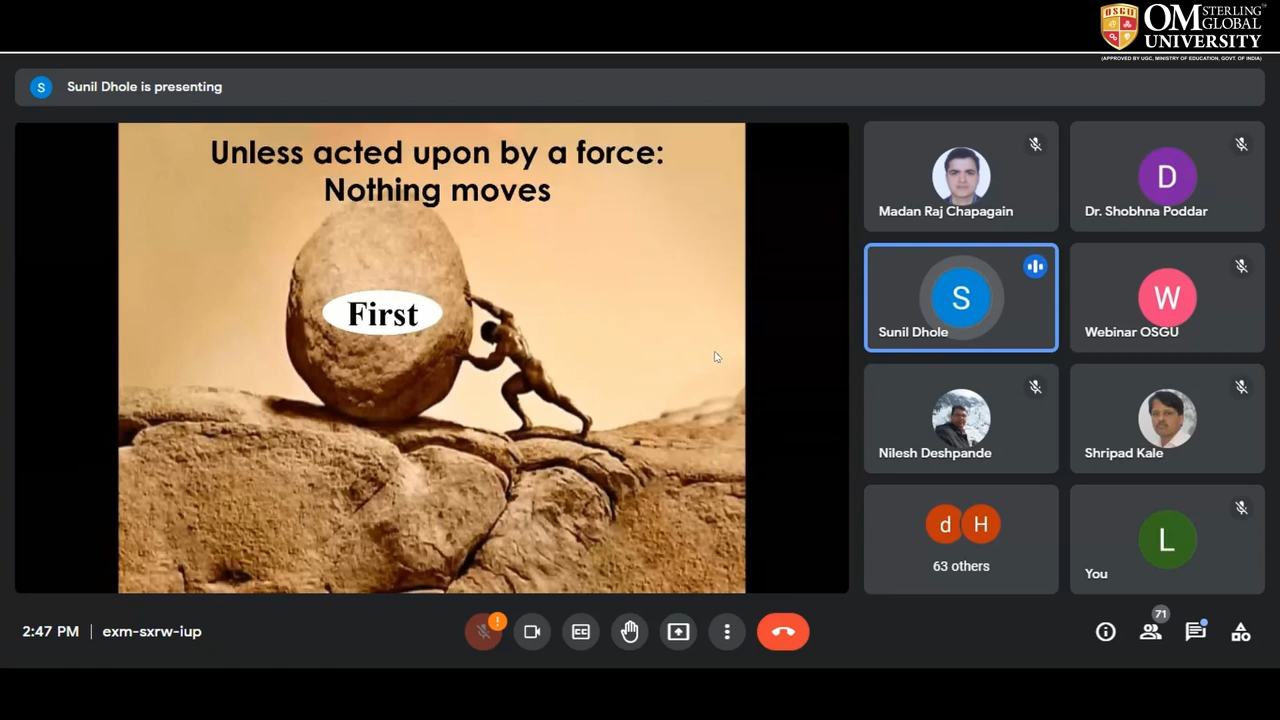 OSGU
OM STERLING GLOBAL UNIVERSITY
(APPROVED BY UGC, MINISTRY OF EDUCATION, GOVT. OF INDIA)
S
Sunil Dhole is presenting
Unless acted upon by a force:
Nothing moves
First
Madan Raj Chapagain
D
Dr. Shobhna Poddar
S
Sunil Dhole
W
Webinar OSGU
Nilesh Deshpande
Shripad Kale
d H
63 others
L
You
2:47 PM | exm-sxrw-iup
!
CC
71